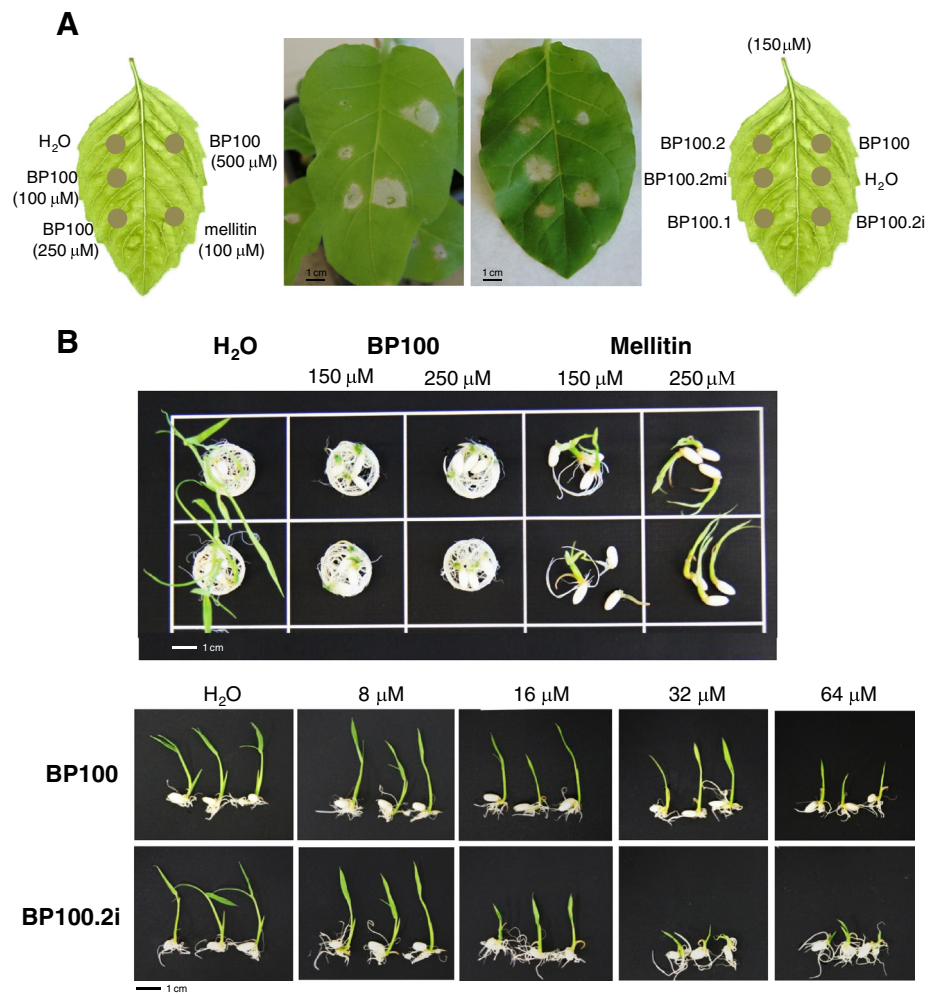 A
(150 μM)
H2O
BP100
(500 μM)
BP100
(100 μM)
BP100
(250 μM)
mellitin
(100 μM)
1 cm
1 cm
BP100.2
BP100
BP100.2mi
H2O
BP100.1
BP100.2i
B
H2O BP100 Mellitin
150 μM 250 μM 150 μM 250 μM
1 cm
H2O 8 μM 16 μM 32 μM 64 μM
BP100
BP100.2i
1 cm